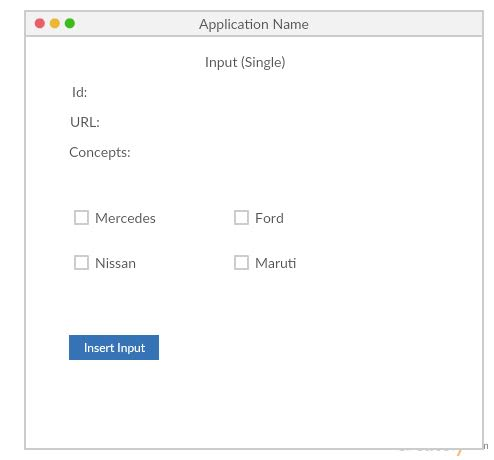 Application Name
Input (Single)
Id:
URL:
Concepts:
Mercedes Ford
Nissan Maruti
Insert Input